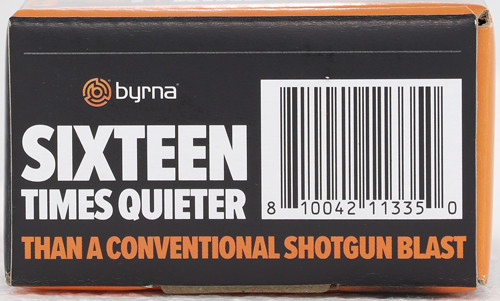 byrna
SIXTEEN
TIMES QUIETER
THAN A CONVENTIONAL SHOTGUN BLAST
8 10042 11335 0